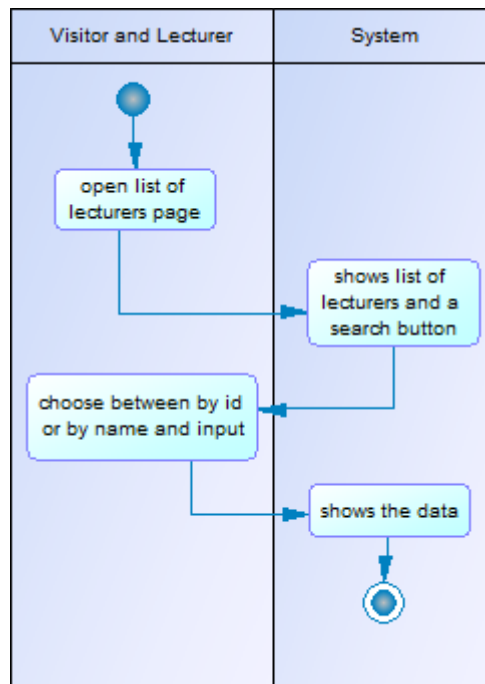 Visitor and Lecturer
System
open list of
lecturers page
shows list of
lecturers and a
search button
choose between by id
or by name and input
shows the data